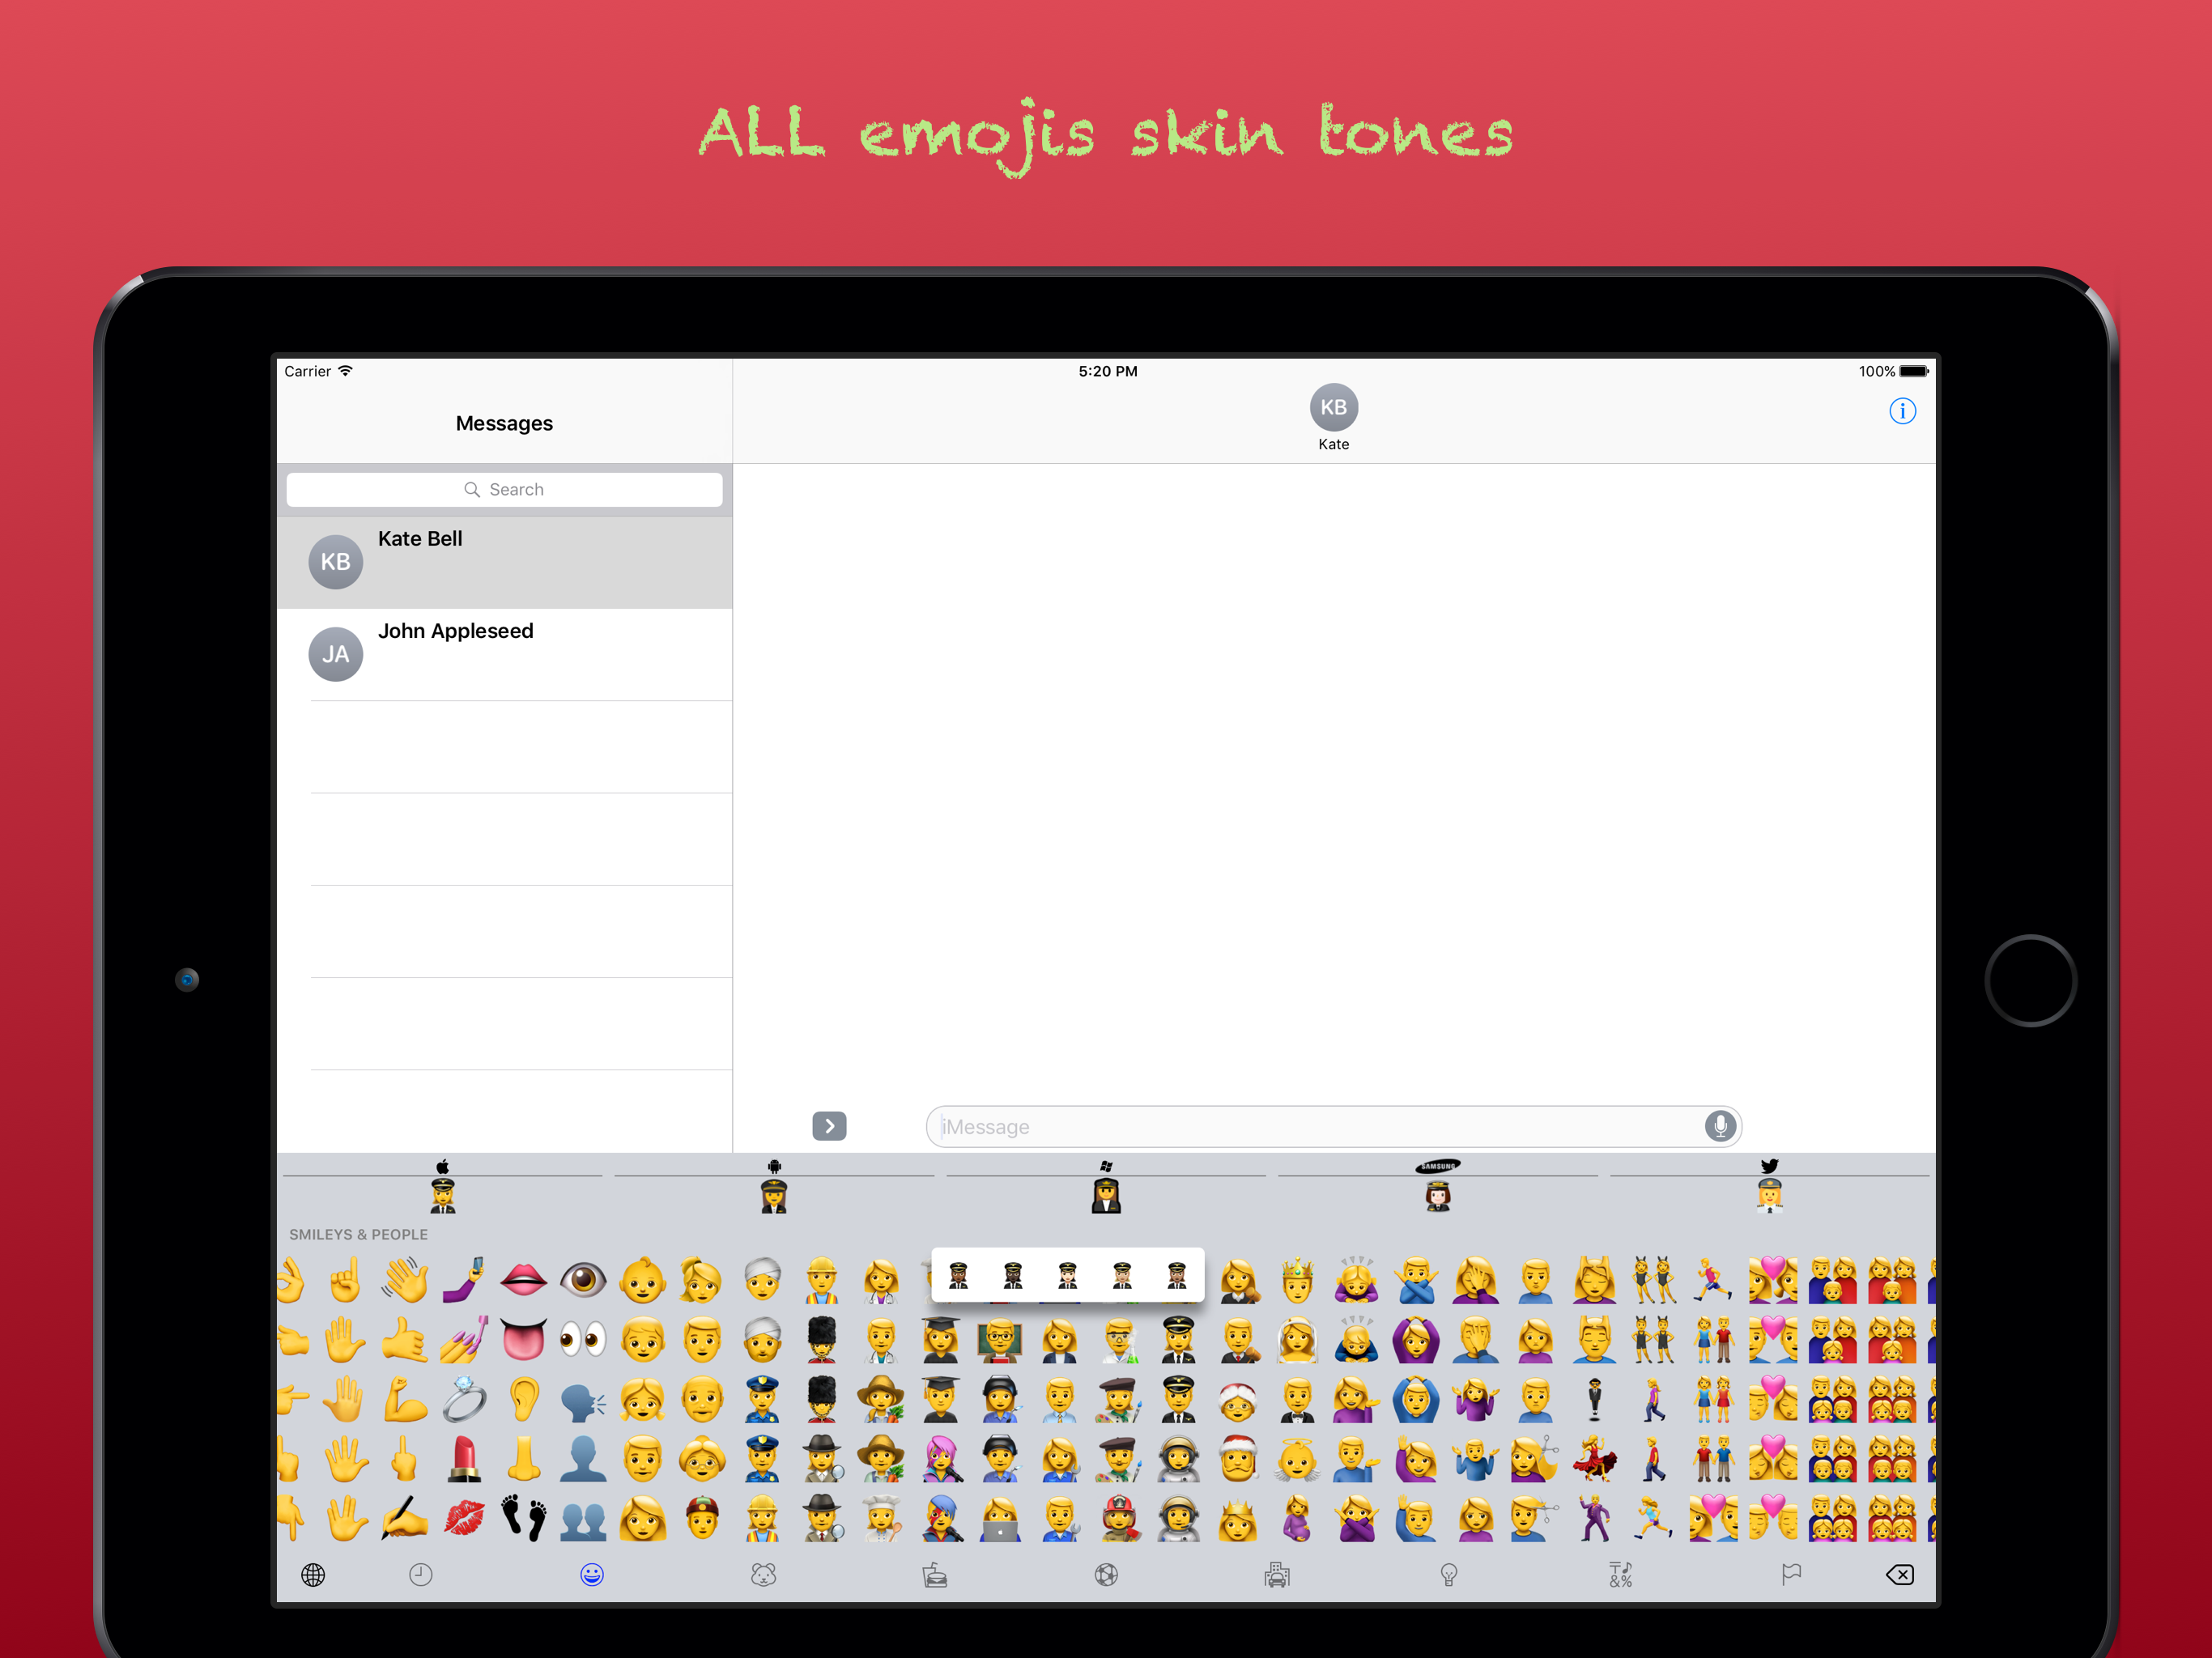 ALL emojis skin tones
Carrier
5:20 PM
100%
Messages
KB
Kate
Search
KB
Kate Bell
JA
John Appleseed
iMessage
SAMSUNG
SMILEYS & PEOPLE
&%